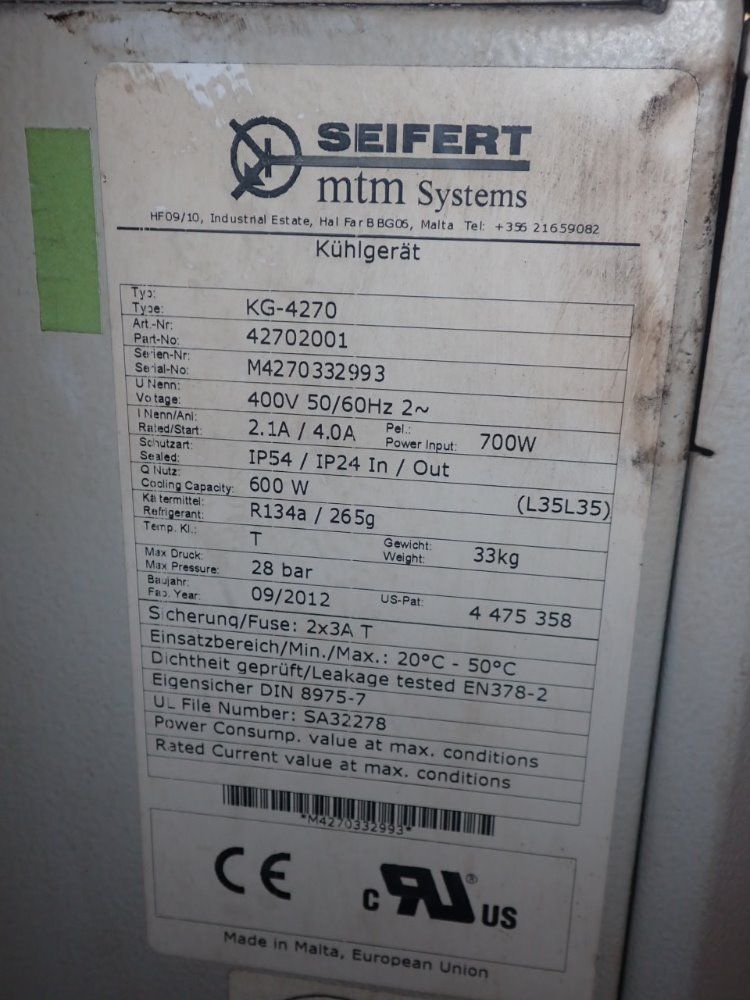 SEIFERT
mtm Systems
HF09/10, Industrial Estate, Hal Far BBG06, Malta Tel: +356 21659082
Kühlgerät
Typ:
Type: KG-4270
Art.-Nr:
Part-No: 42702001
Serien-Nr:
Serial-No: M4270332993
U Nenn:
Voltage: 400V 50/60Hz 2~
I Nenn/Anl:
Rated/Start: 2.1A / 4.0A Pel.:
Power Input: 700W
Schutzart:
Sealed: IP54 / IP24 In / Out
Q Nutz:
Cooling Capacity: 600 W (L35L35)
Kältermittel:
Refrigerant: R134a / 265g
Temp. Kl.: T Gewicht:
Weight: 33kg
Max Druck:
Max Pressure: 28 bar
Baujahr:
Fab. Year: 09/2012 US-Pat: 4 475 358
Sicherung/Fuse: 2x3A T
Einsatzbereich/Min./Max.: 20°C - 50°C
Dichtheit geprüft/Leakage tested EN378-2
Eigensicher DIN 8975-7
UL File Number: SA32278
Power Consump. value at max. conditions
Rated Current value at max. conditions
*M4270332993*
CE
c RU ® US
Made in Malta, European Union